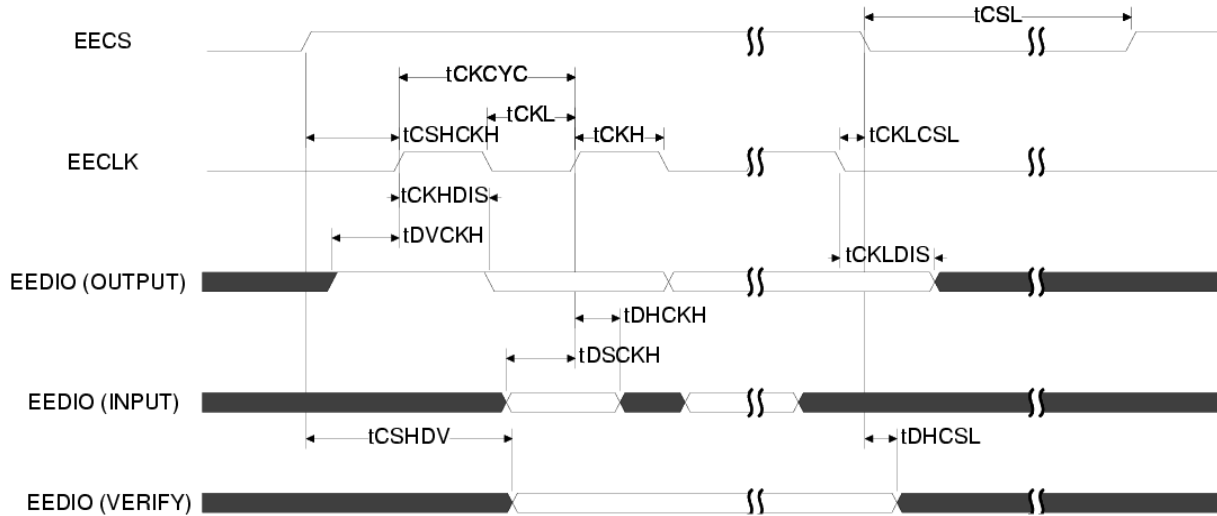 tCSL
EECS
tCKCYC
tCKL
tCSHCKH
tCKH
tCKLCSL
EECLK
tCKHDIS
tDVCKH
tCKLDIS
EEDIO (OUTPUT)
tDHCKH
tDSCKH
EEDIO (INPUT)
tCSHDV
tDHCSL
EEDIO (VERIFY)